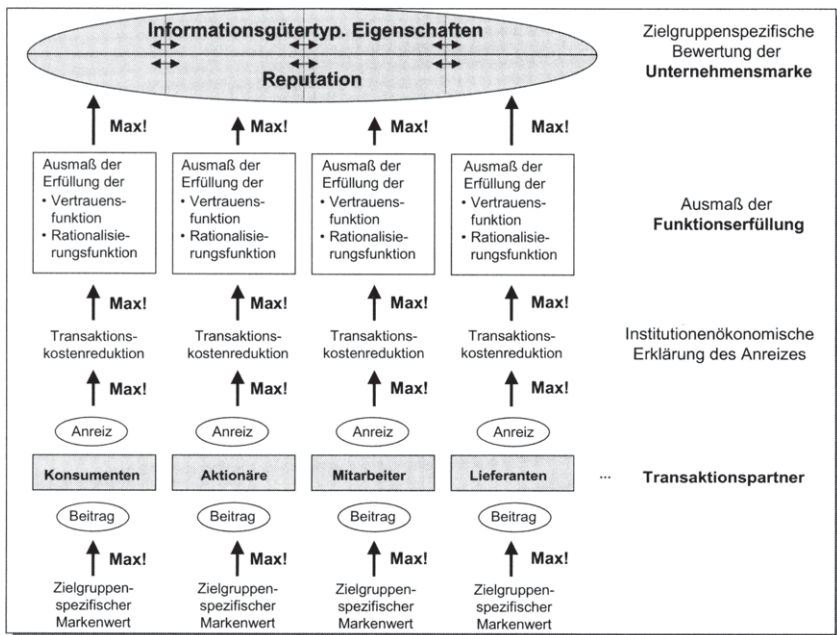 Informationsgütertyp. Eigenschaften
Reputation
Zielgruppenspezifische
Bewertung der
Unternehmensmarke
Max!
Max!
Max!
Max!
Ausmaß der
Erfüllung der
• Vertrauens-
funktion
• Rationalisie-
rungsfunktion
Ausmaß der
Erfüllung der
• Vertrauens-
funktion
• Rationalisie-
rungsfunktion
Ausmaß der
Erfüllung der
• Vertrauens-
funktion
• Rationalisie-
rungsfunktion
Ausmaß der
Erfüllung der
• Vertrauens-
funktion
• Rationalisie-
rungsfunktion
Ausmaß der
Funktionserfüllung
Max!
Max!
Max!
Max!
Transaktions-
kostenreduktion
Transaktions-
kostenreduktion
Transaktions-
kostenreduktion
Transaktions-
kostenreduktion
Institutionenökonomische
Erklärung des Anreizes
Max!
Max!
Max!
Max!
Anreiz
Anreiz
Anreiz
Anreiz
Konsumenten
Aktionäre
Mitarbeiter
Lieferanten
...
Transaktionspartner
Beitrag
Beitrag
Beitrag
Beitrag
Max!
Max!
Max!
Max!
Zielgruppen-
spezifischer
Markenwert
Zielgruppen-
spezifischer
Markenwert
Zielgruppen-
spezifischer
Markenwert
Zielgruppen-
spezifischer
Markenwert